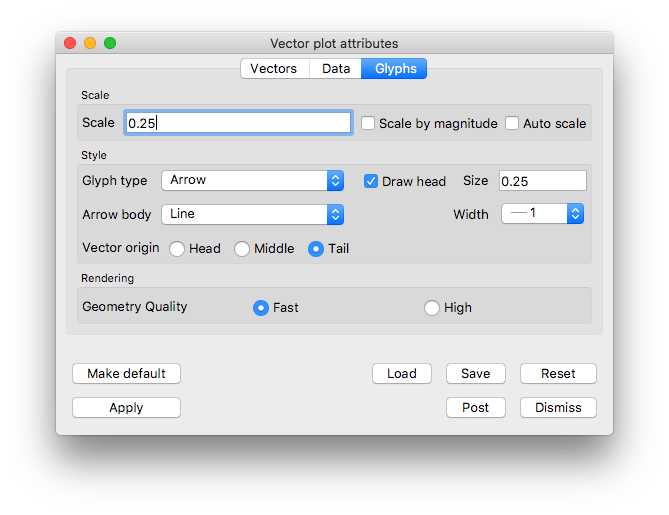 Vector plot attributes
Vectors Data Glyphs
Scale
Scale 0.25 Scale by magnitude Auto scale
Style
Glyph type Arrow Draw head Size 0.25
Arrow body Line Width 1
Vector origin Head Middle Tail
Rendering
Geometry Quality Fast High
Make default Load Save Reset
Apply Post Dismiss